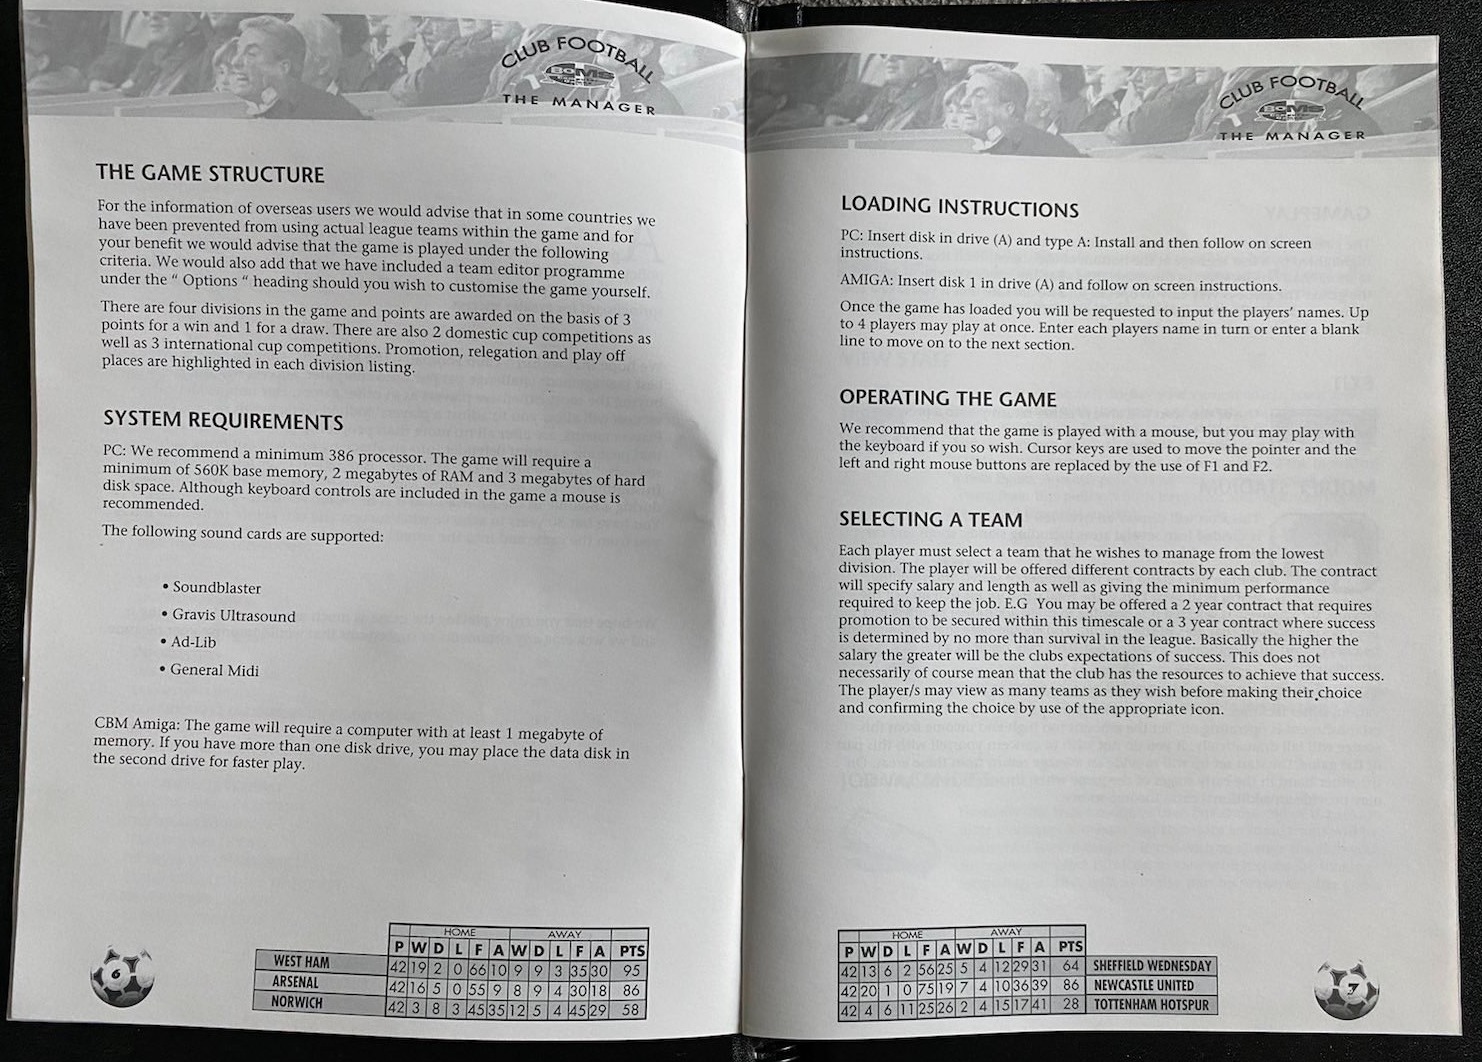 CLUB FOOTBALL
BOMS
THE MANAGER
THE GAME STRUCTURE
For the information of overseas users we would advise that in some countries we
have been prevented from using actual league teams within the game and for
your benefit we would advise that the game is played under the following
criteria. We would also add that we have included a team editor programme
under the “ Options “ heading should you wish to customise the game yourself.
There are four divisions in the game and points are awarded on the basis of 3
points for a win and 1 for a draw. There are also 2 domestic cup competitions as
well as 3 international cup competitions. Promotion, relegation and play off
places are highlighted in each division listing.
SYSTEM REQUIREMENTS
PC: We recommend a minimum 386 processor. The game will require a
minimum of 560K base memory, 2 megabytes of RAM and 3 megabytes of hard
disk space. Although keyboard controls are included in the game a mouse is
recommended.
The following sound cards are supported:
• Soundblaster
• Gravis Ultrasound
• Ad-Lib
• General Midi
CBM Amiga: The game will require a computer with at least 1 megabyte of
memory. If you have more than one disk drive, you may place the data disk in
the second drive for faster play.
HOME AWAY
P W D L F A W D L F A PTS
WEST HAM 42 19 2 0 66 10 9 9 3 35 30 95
ARSENAL 42 16 5 0 55 9 8 9 4 30 18 86
NORWICH 42 3 8 3 45 35 12 5 4 45 29 58
6
CLUB FOOTBALL
BOMS
THE MANAGER
LOADING INSTRUCTIONS
PC: Insert disk in drive (A) and type A: Install and then follow on screen
instructions.
AMIGA: Insert disk 1 in drive (A) and follow on screen instructions.
Once the game has loaded you will be requested to input the players’ names. Up
to 4 players may play at once. Enter each players name in turn or enter a blank
line to move on to the next section.
OPERATING THE GAME
We recommend that the game is played with a mouse, but you may play with
the keyboard if you so wish. Cursor keys are used to move the pointer and the
left and right mouse buttons are replaced by the use of F1 and F2.
SELECTING A TEAM
Each player must select a team that he wishes to manage from the lowest
division. The player will be offered different contracts by each club. The contract
will specify salary and length as well as giving the minimum performance
required to keep the job. E.G You may be offered a 2 year contract that requires
promotion to be secured within this timescale or a 3 year contract where success
is determined by no more than survival in the league. Basically the higher the
salary the greater will be the clubs expectations of success. This does not
necessarily of course mean that the club has the resources to achieve that success.
The player/s may view as many teams as they wish before making their choice
and confirming the choice by use of the appropriate icon.
HOME AWAY
P W D L F A W D L F A PTS
42 13 6 2 56 25 5 4 12 29 31 64 SHEFFIELD WEDNESDAY
42 20 1 0 75 19 7 4 10 36 39 86 NEWCASTLE UNITED
42 4 6 11 25 26 2 4 15 17 41 28 TOTTENHAM HOTSPUR
7